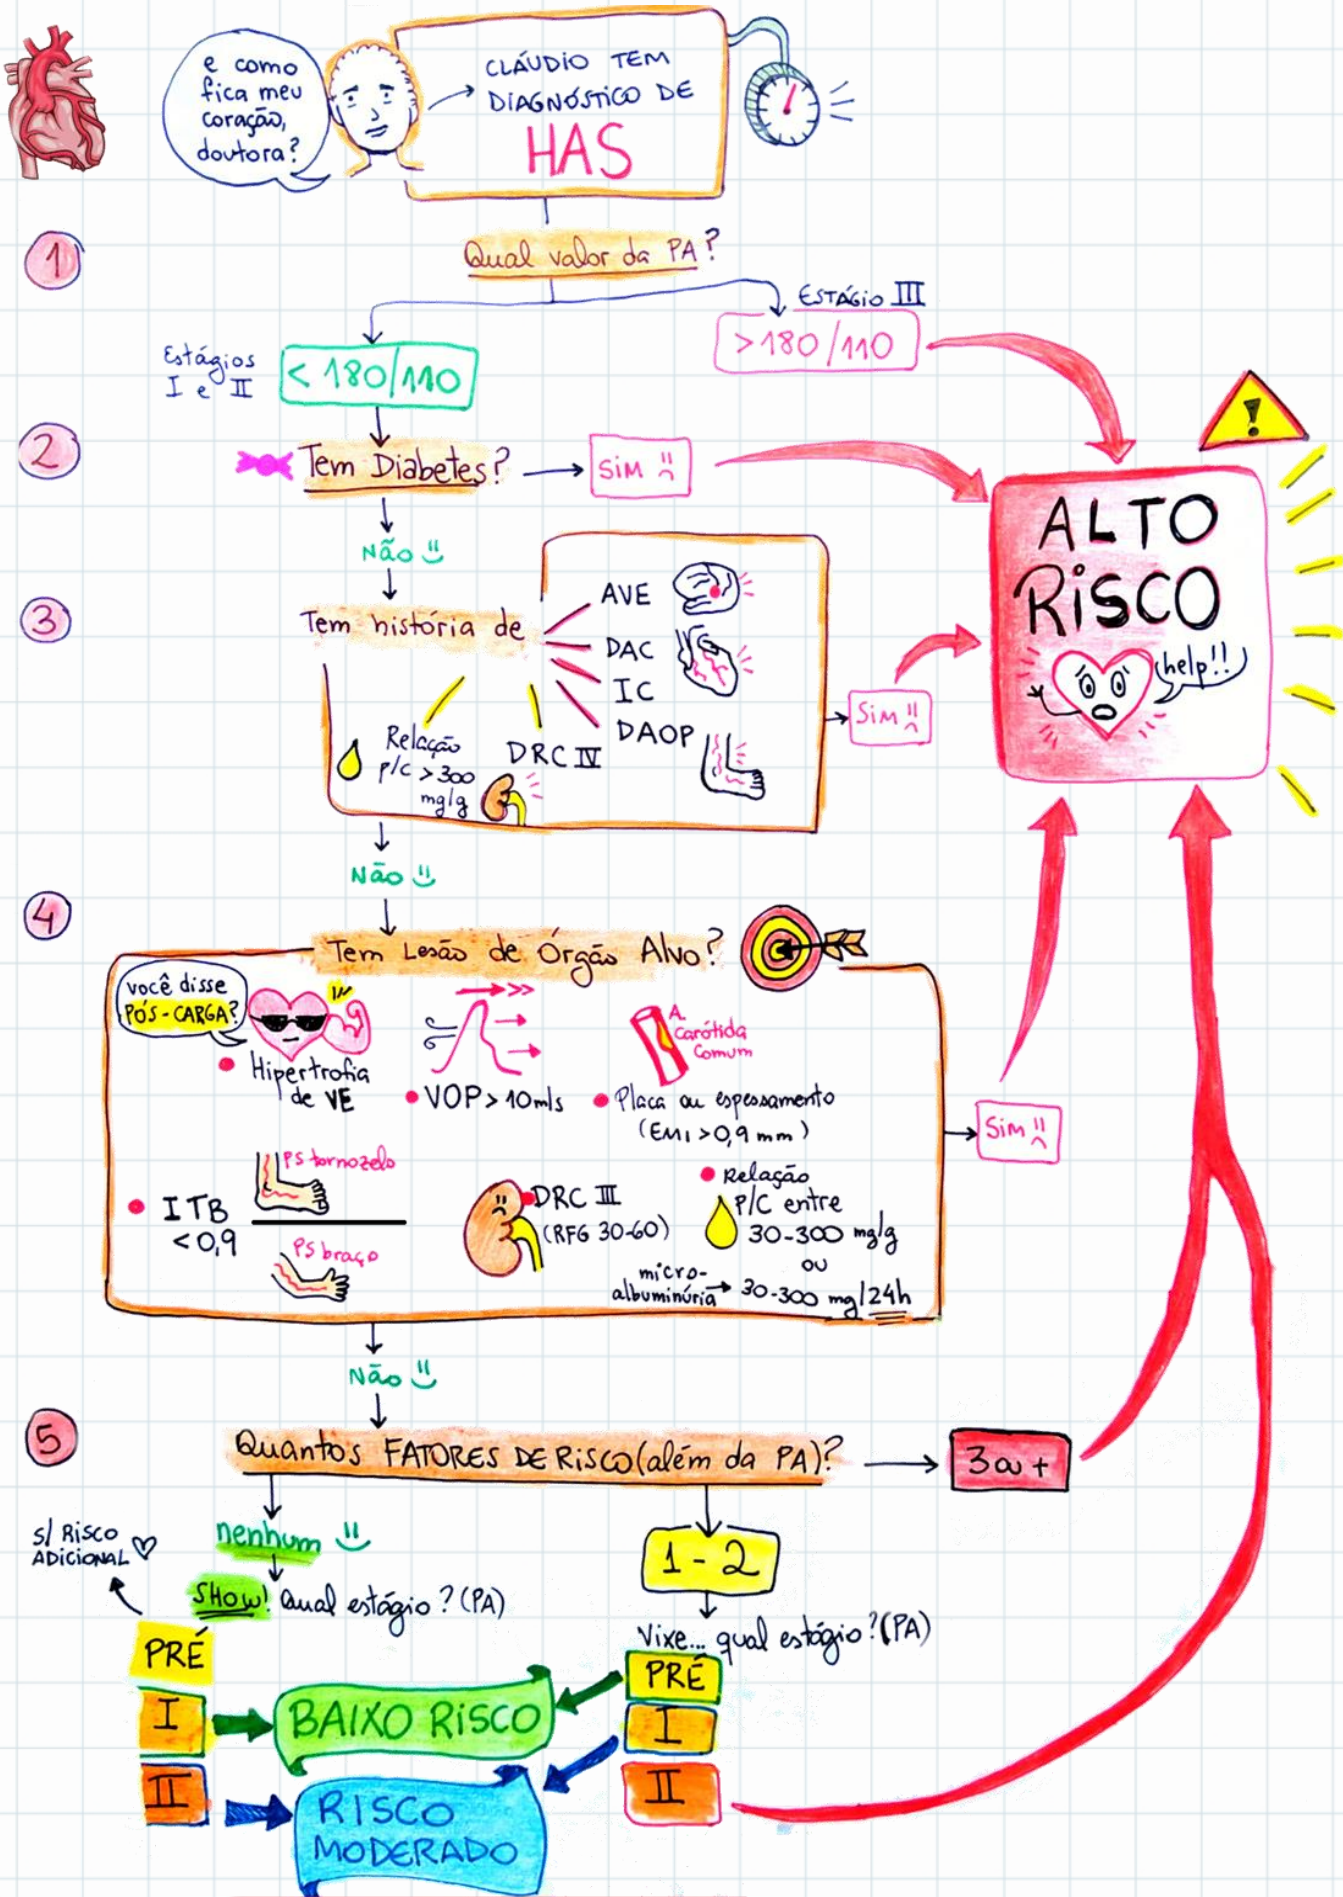 e como
fica meu
coração,
doutora?
CLÁUDIO TEM
DIAGNÓSTICO DE
HAS
1
Qual valor da PA?
ESTÁGIO III
>180/110
Estágios
I e II
< 180/110
2
Tem Diabetes?
Sim
Não
ALTO
RISCO
help!!
3
Tem história de
AVE
DAC
IC
DAOP
DRC IV
Relação
P/C > 300
mg/g
Sim
Não
4
Tem Lesão de Órgão Alvo?
você disse
PÓS-CARGA?
Hipertrofia
de VE
VOP > 10m/s
A.
Carótida
Comum
Placa ou espessamento
(EMI > 0,9 mm)
Sim
ITB
< 0,9
PS tornozelo
PS braço
DRC III
(RFG 30-60)
Relação
P/C entre
30-300 mg/g
ou
micro-
albuminúria → 30-300 mg/24h
Não
5
Quantos FATORES DE RISCO (além da PA)?
3 ou +
nenhum
s/ RISCO
ADICIONAL
SHOW! Qual estágio? (PA)
1 - 2
Vixe... qual estágio? (PA)
PRÉ
I
II
BAIXO RISCO
RISCO
MODERADO
PRÉ
I
II